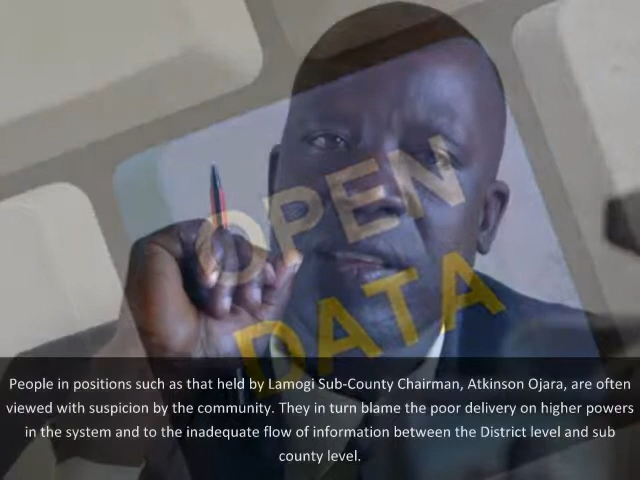 OPEN
DATA
People in positions such as that held by Lamogi Sub-County Chairman, Atkinson Ojara, are often
viewed with suspicion by the community. They in turn blame the poor delivery on higher powers
in the system and to the inadequate flow of information between the District level and sub
county level.